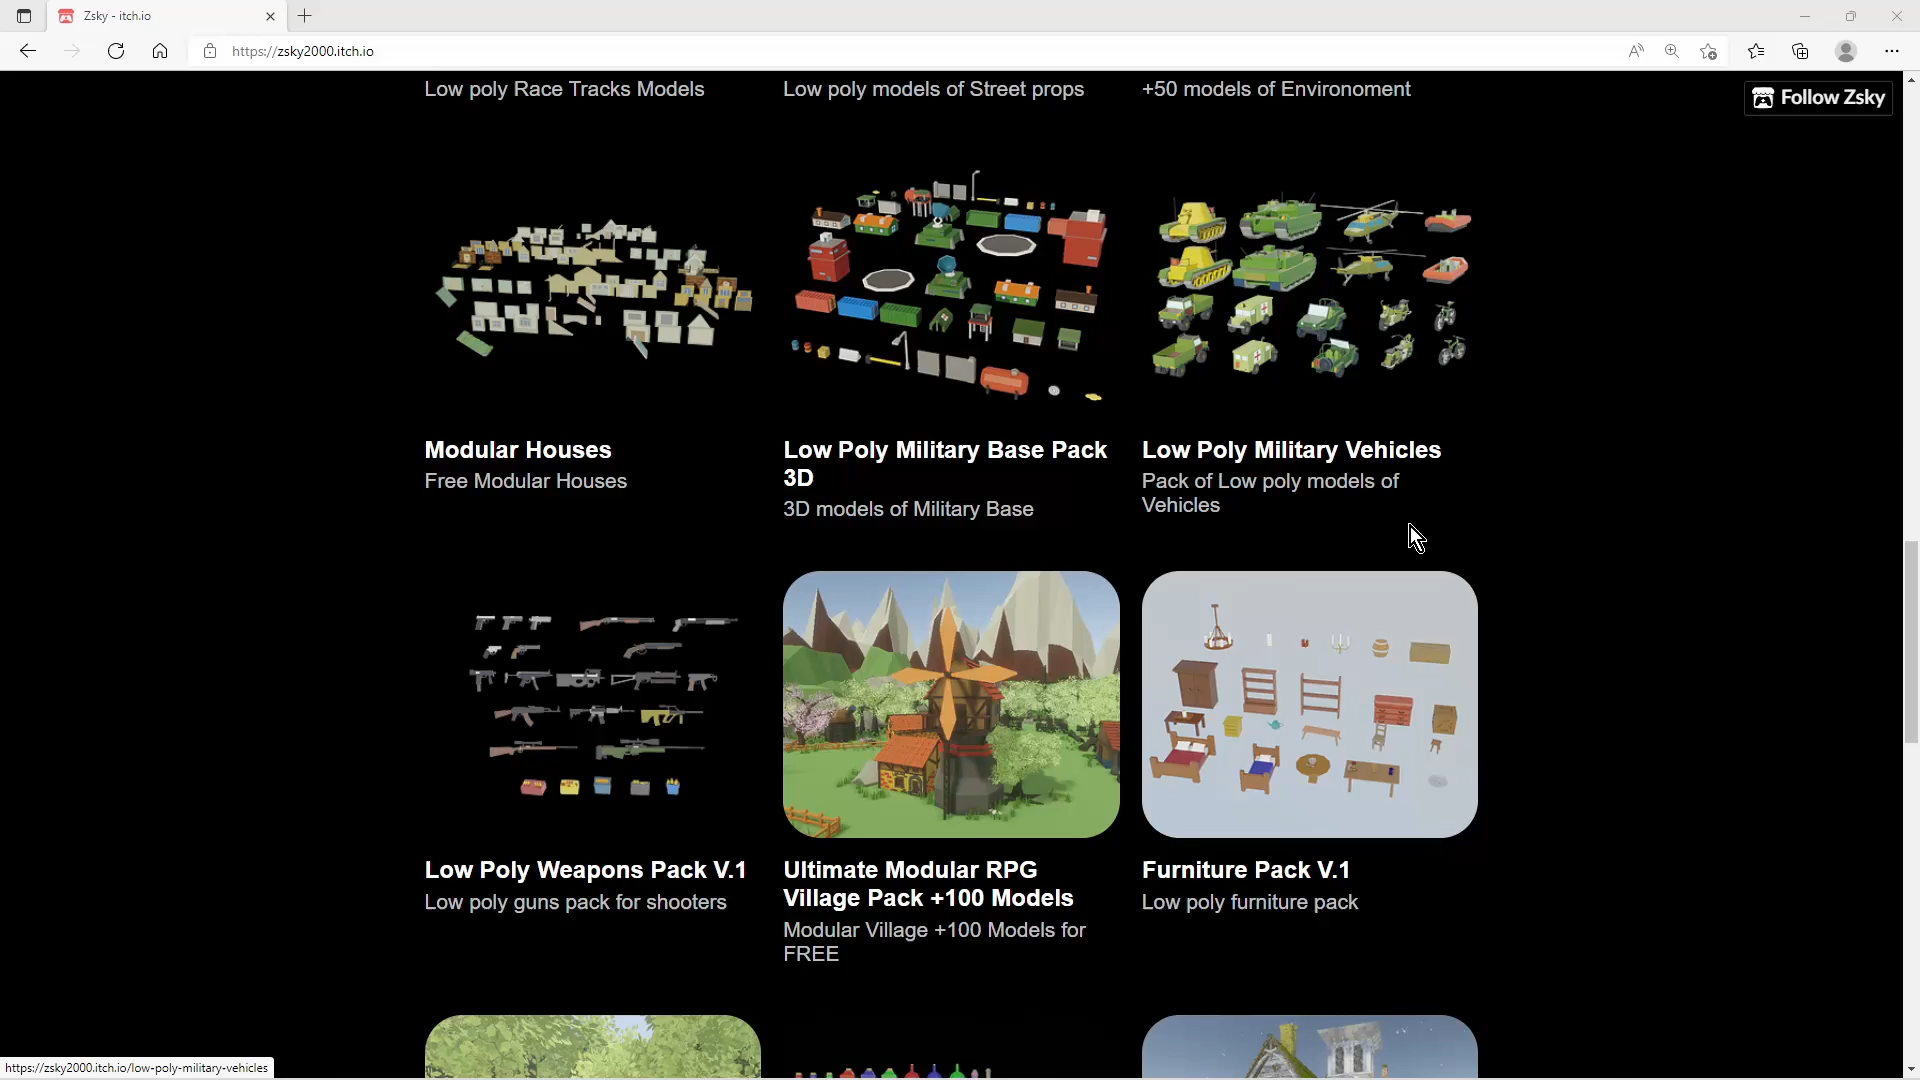 Zsky - itch.io
https://zsky2000.itch.io
Low poly Race Tracks Models
Low poly models of Street props
+50 models of Environoment
Follow Zsky
Modular Houses
Free Modular Houses
Low Poly Military Base Pack
3D
3D models of Military Base
Low Poly Military Vehicles
Pack of Low poly models of
Vehicles
Low Poly Weapons Pack V.1
Low poly guns pack for shooters
Ultimate Modular RPG
Village Pack +100 Models
Modular Village +100 Models for
FREE
Furniture Pack V.1
Low poly furniture pack
https://zsky2000.itch.io/low-poly-military-vehicles